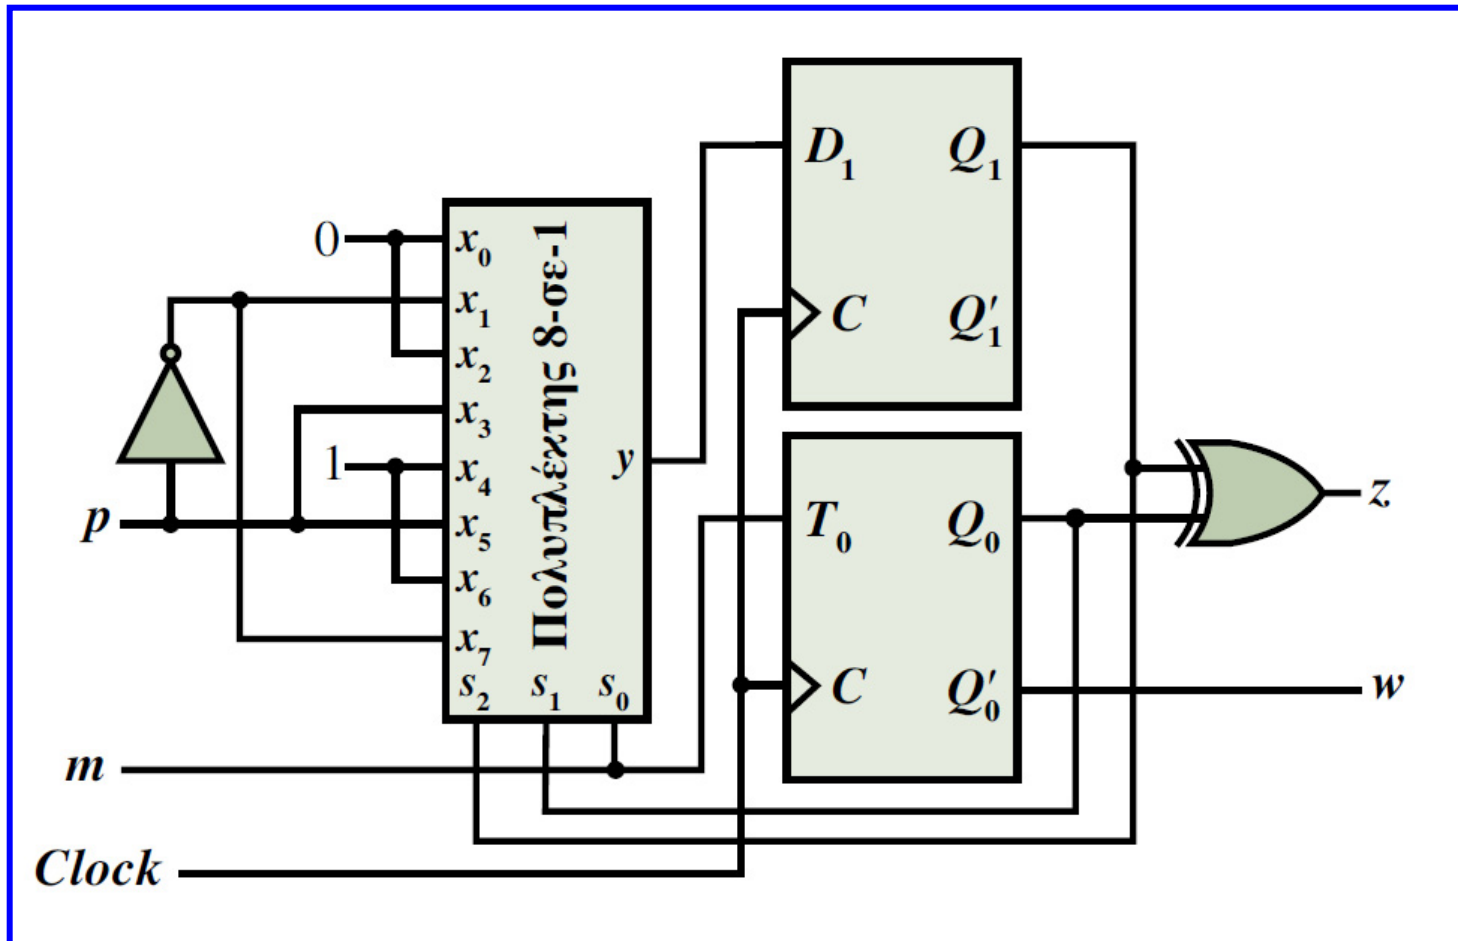 0
1
p
m
Clock
x₀
x₁
x₂
x₃
x₄
x₅
x₆
x₇
Πολυπλέκτης 8-σε-1
y
s₂ s₁ s₀
D₁ Q₁
C Q′₁
T₀ Q₀
C Q′₀
z
w